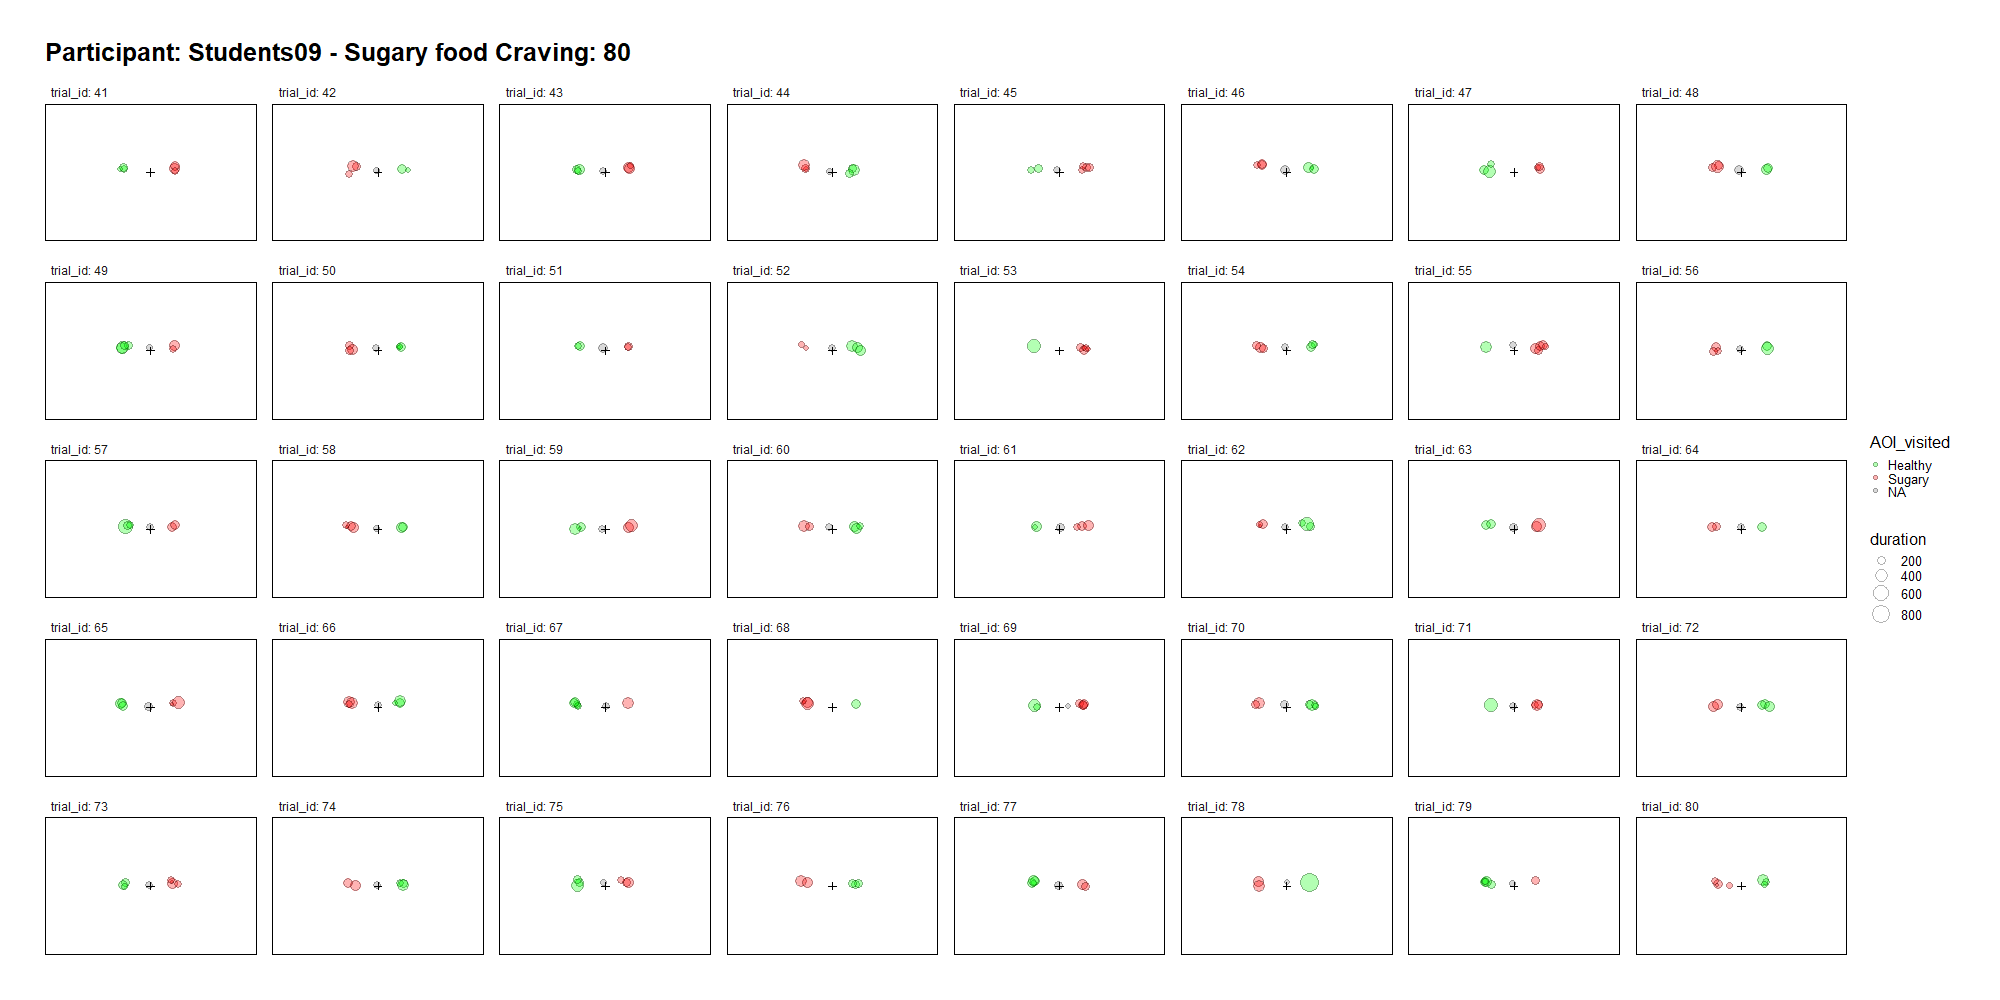 Participant: Students09 - Sugary food Craving: 80
trial_id: 41
trial_id: 42
trial_id: 43
trial_id: 44
trial_id: 45
trial_id: 46
trial_id: 47
trial_id: 48
trial_id: 49
trial_id: 50
trial_id: 51
trial_id: 52
trial_id: 53
trial_id: 54
trial_id: 55
trial_id: 56
trial_id: 57
trial_id: 58
trial_id: 59
trial_id: 60
trial_id: 61
trial_id: 62
trial_id: 63
trial_id: 64
trial_id: 65
trial_id: 66
trial_id: 67
trial_id: 68
trial_id: 69
trial_id: 70
trial_id: 71
trial_id: 72
trial_id: 73
trial_id: 74
trial_id: 75
trial_id: 76
trial_id: 77
trial_id: 78
trial_id: 79
trial_id: 80
AOI_visited
Healthy
Sugary
NA
duration
200
400
600
800